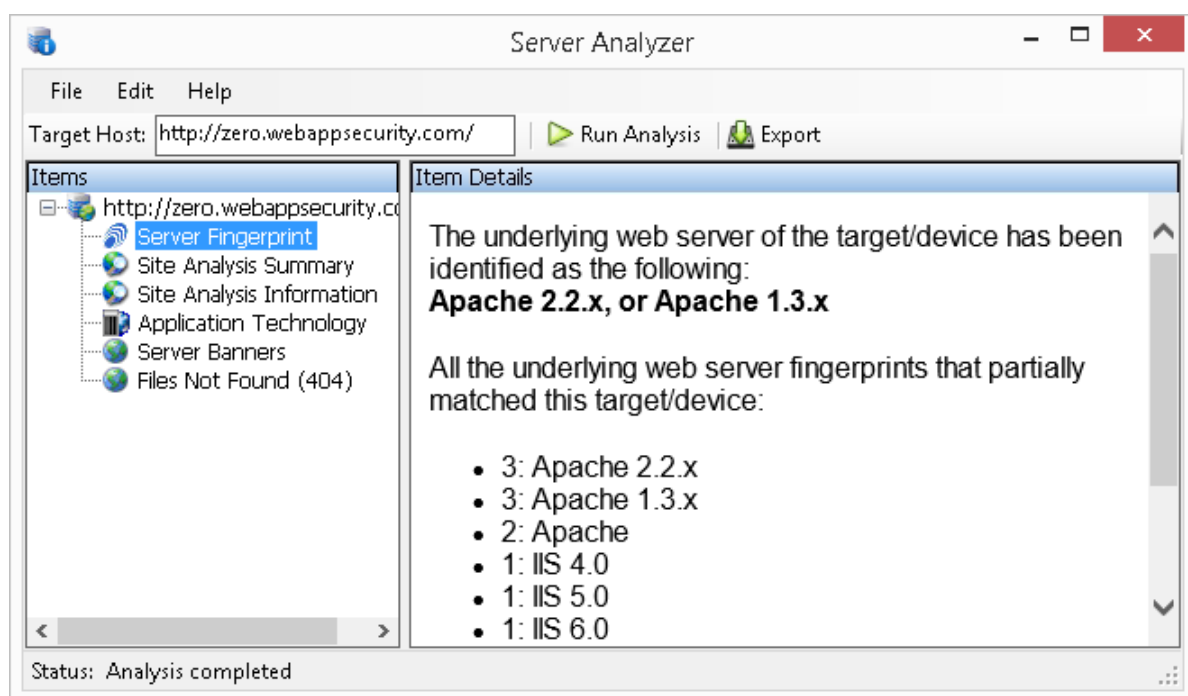 Server Analyzer
File Edit Help
Target Host: http://zero.webappsecurity.com/ Run Analysis Export
Items
http://zero.webappsecurity.co
Server Fingerprint
Site Analysis Summary
Site Analysis Information
Application Technology
Server Banners
Files Not Found (404)
Item Details
The underlying web server of the target/device has been
identified as the following:
Apache 2.2.x, or Apache 1.3.x
All the underlying web server fingerprints that partially
matched this target/device:
• 3: Apache 2.2.x
• 3: Apache 1.3.x
• 2: Apache
• 1: IIS 4.0
• 1: IIS 5.0
• 1: IIS 6.0
Status: Analysis completed